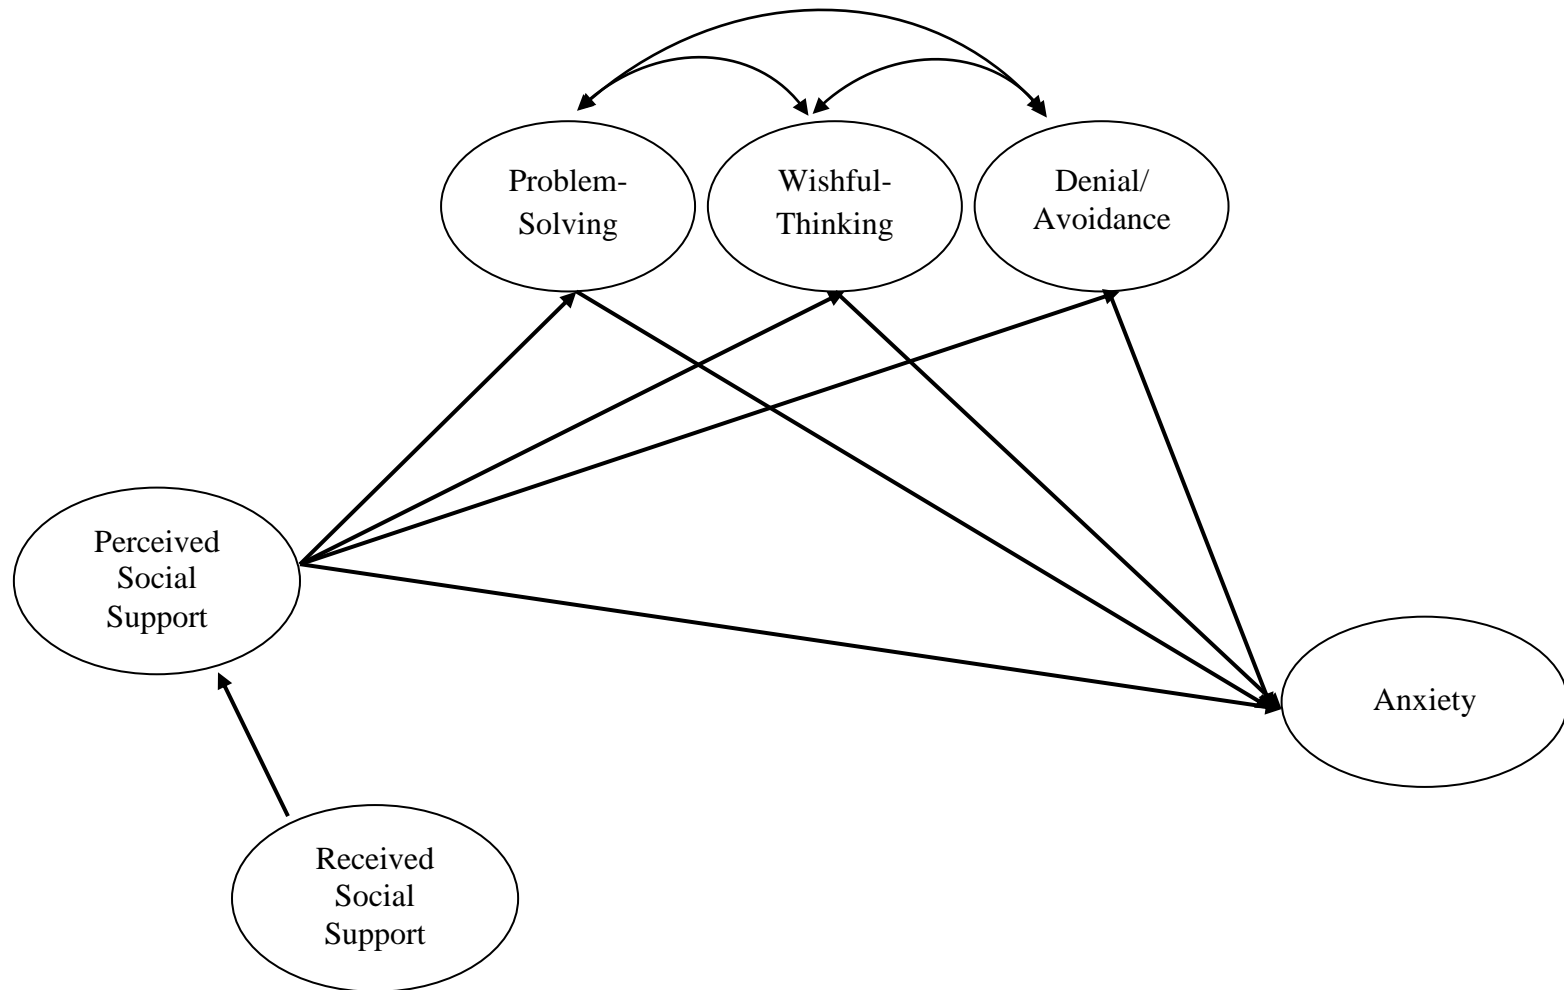 Problem-
Solving
Wishful-
Thinking
Denial/
Avoidance
Perceived
Social
Support
Anxiety
Received
Social
Support